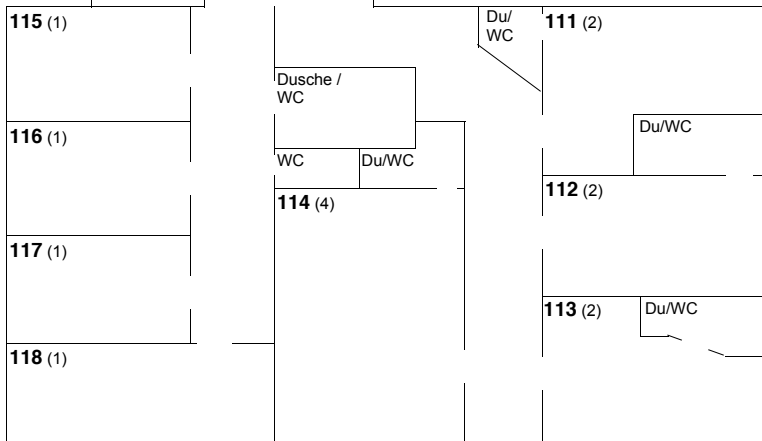 115 (1)
Du/
WC
111 (2)
Dusche /
WC
116 (1)
Du/WC
WC
Du/WC
112 (2)
114 (4)
117 (1)
113 (2)
Du/WC
118 (1)